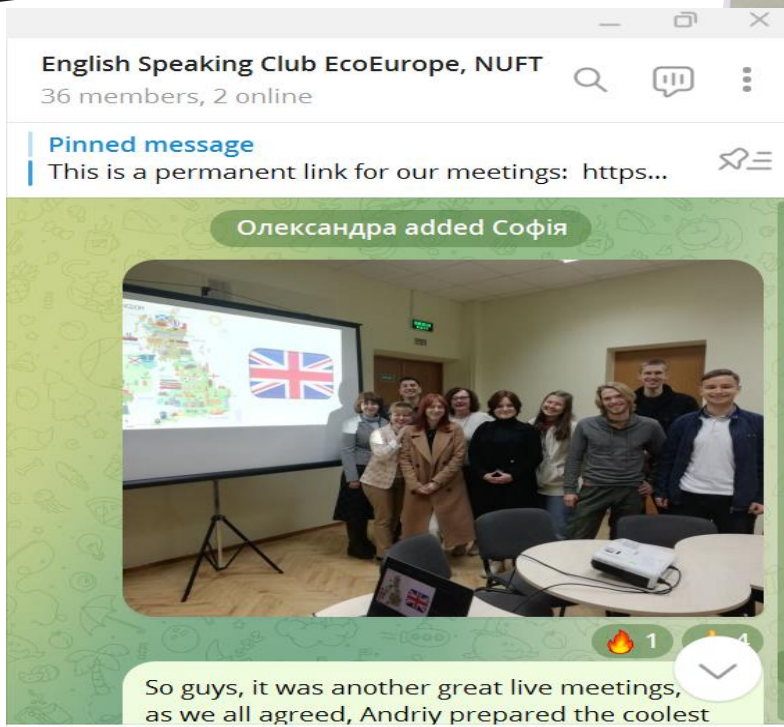 English Speaking Club EcoEurope, NUFT
36 members, 2 online
Pinned message
This is a permanent link for our meetings: https...
Олександра added Софія
1
4
So guys, it was another great live meetings,
as we all agreed, Andriy prepared the coolest